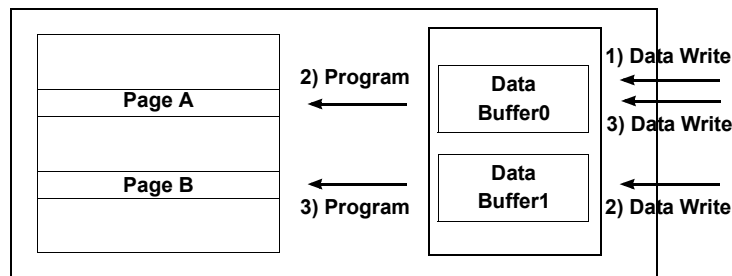 1) Data Write
2) Program
Data
Buffer0
Page A
3) Data Write
Data
Buffer1
Page B
3) Program
2) Data Write